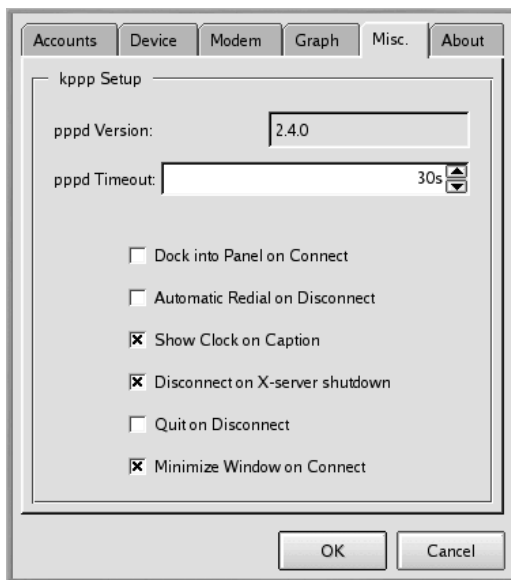 Accounts Device Modem Graph Misc. About
kppp Setup
pppd Version: 2.4.0
pppd Timeout: 30s
Dock into Panel on Connect
Automatic Redial on Disconnect
Show Clock on Caption
Disconnect on X-server shutdown
Quit on Disconnect
Minimize Window on Connect
OK Cancel